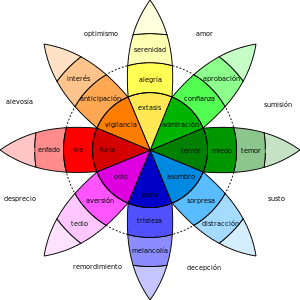 optimismo
amor
serenidad
interés
alegría
aprobación
anticipación
confianza
alevosía
éxtasis
sumisión
vigilancia
admiración
enfado
ira
furia
terror
miedo
temor
odio
asombro
desprecio
aversión
pena
sorpresa
susto
tedio
tristeza
distracción
melancolía
remordimiento
decepción